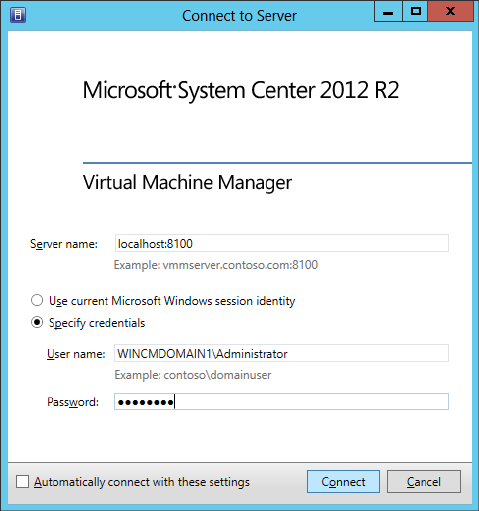 Connect to Server
Microsoft® System Center 2012 R2
Virtual Machine Manager
Server name: localhost:8100
Example: vmmserver.contoso.com:8100
Use current Microsoft Windows session identity
Specify credentials
User name: WINCMDOMAIN1\Administrator
Example: contoso\domainuser
Password: ●●●●●●●●
Automatically connect with these settings Connect Cancel